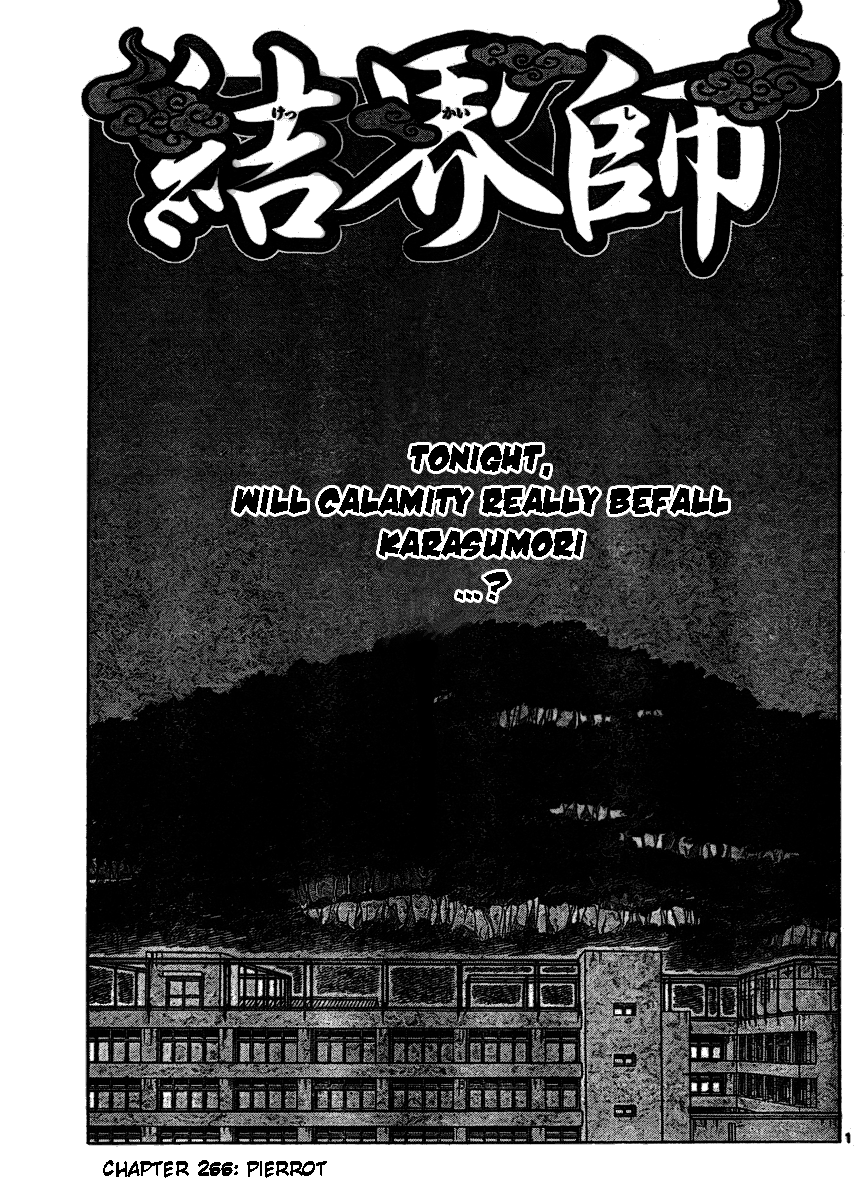 結界師
けっ かい し
TONIGHT,
WILL CALAMITY REALLY BEFALL
KARASUMORI
...?
1
CHAPTER 266: PIERROT